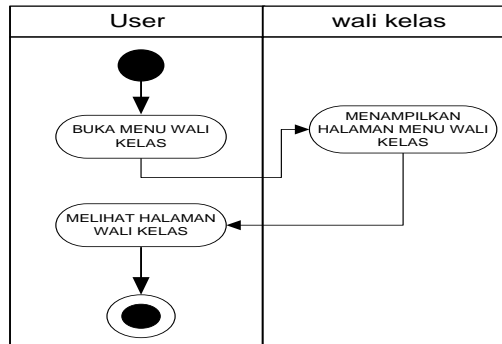 User
wali kelas
BUKA MENU WALI
KELAS
MENAMPILKAN
HALAMAN MENU WALI
KELAS
MELIHAT HALAMAN
WALI KELAS